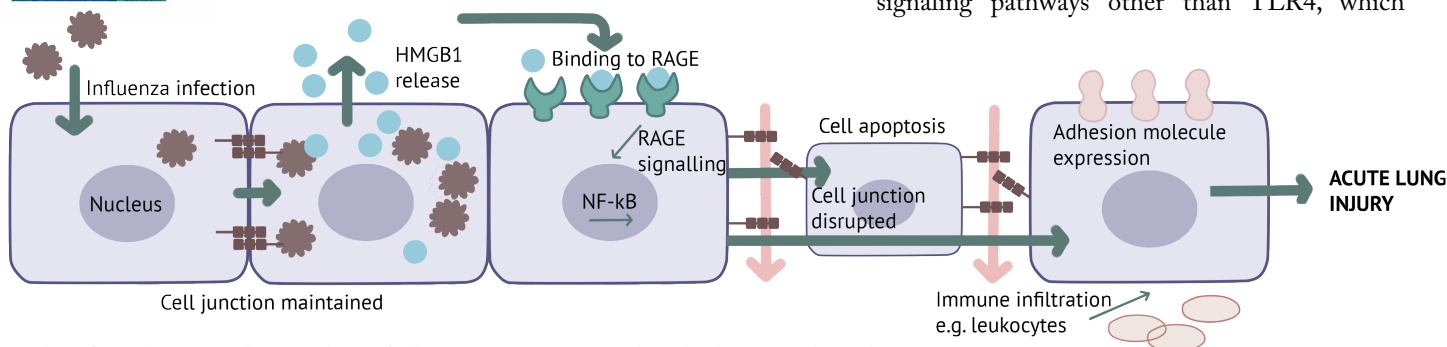 signaling pathways other than TLR4, which
Influenza infection
HMGB1
release
Binding to RAGE
RAGE
signalling
Nucleus
NF-kB
Cell junction maintained
Cell apoptosis
Cell junction
disrupted
Adhesion molecule
expression
Immune infiltration
e.g. leukocytes
ACUTE LUNG
INJURY